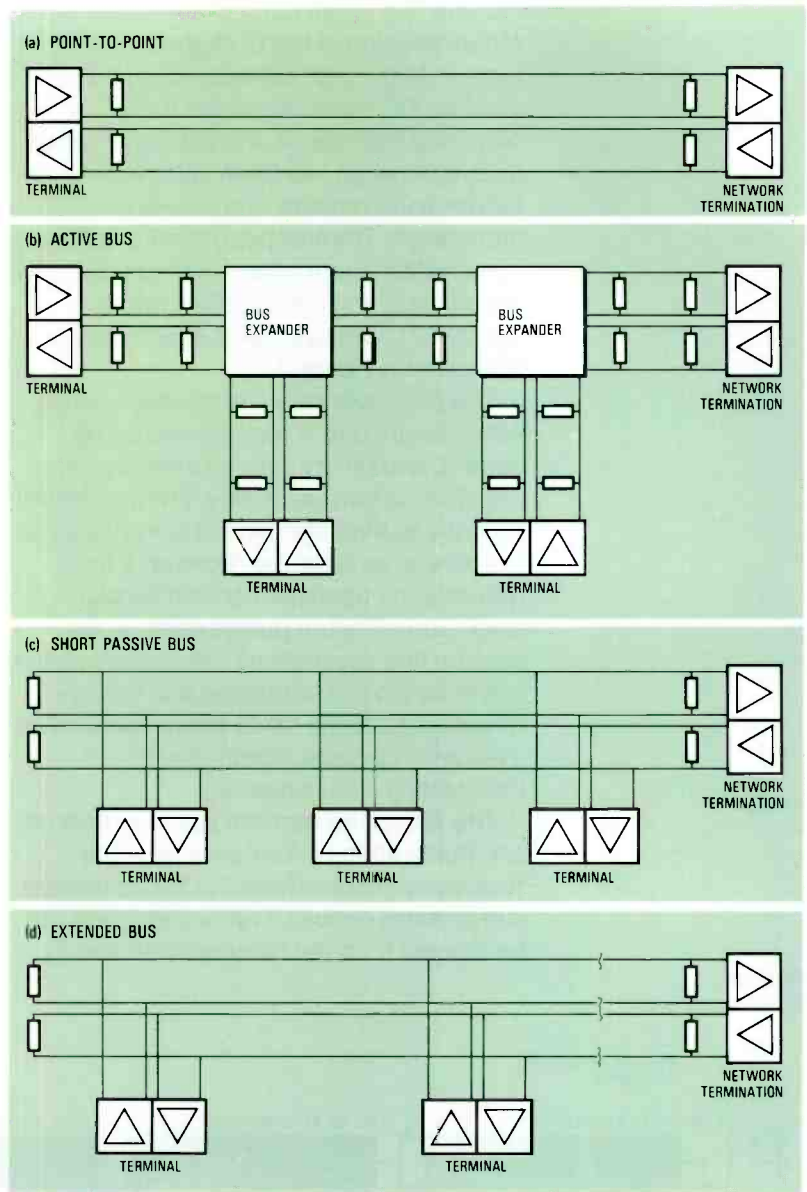 (a) POINT-TO-POINT
TERMINAL
NETWORK
TERMINATION
(b) ACTIVE BUS
BUS
EXPANDER
BUS
EXPANDER
TERMINAL
NETWORK
TERMINATION
TERMINAL
TERMINAL
(c) SHORT PASSIVE BUS
NETWORK
TERMINATION
TERMINAL
TERMINAL
TERMINAL
(d) EXTENDED BUS
NETWORK
TERMINATION
TERMINAL
TERMINAL